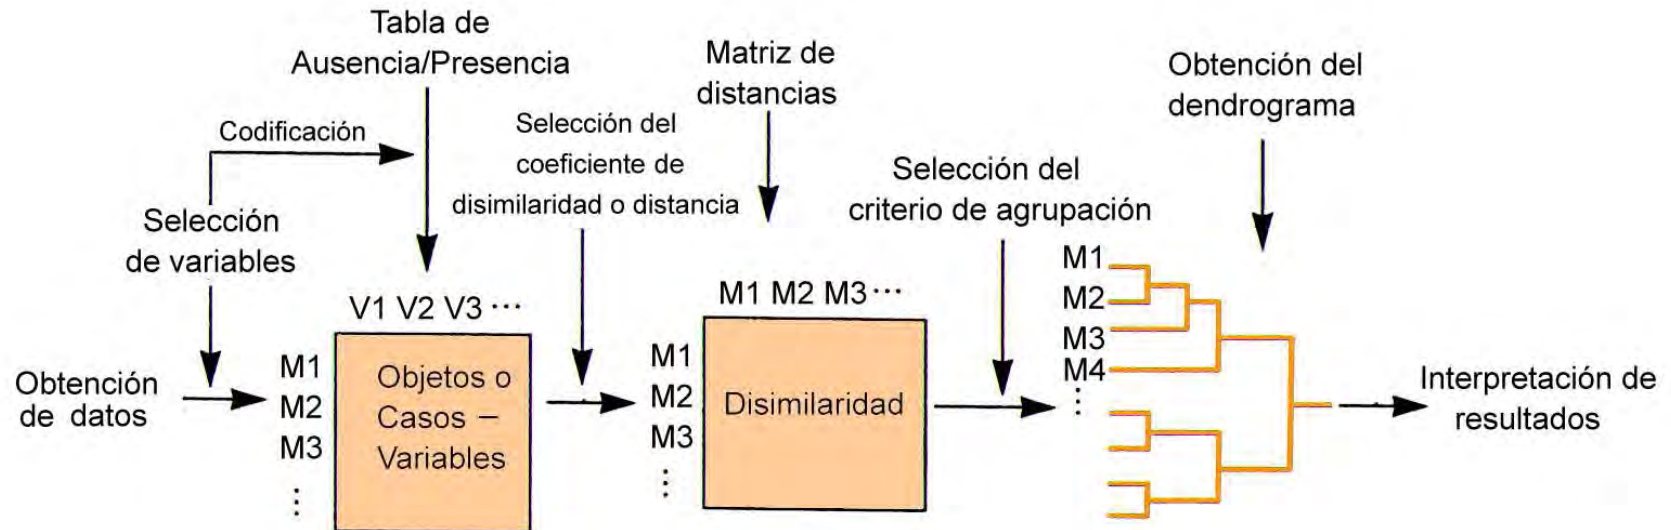 Tabla de
Ausencia/Presencia
Codificación
Selección
de variables
Obtención
de datos
V1 V2 V3 ...
M1
M2
M3
⋮
Objetos o
Casos –
Variables
Selección del
coeficiente de
disimilaridad o distancia
Matriz de
distancias
M1 M2 M3 ...
M1
M2
M3
⋮
Disimilaridad
Selección del
criterio de agrupación
Obtención del
dendrograma
M1
M2
M3
M4
⋮
Interpretación de
resultados